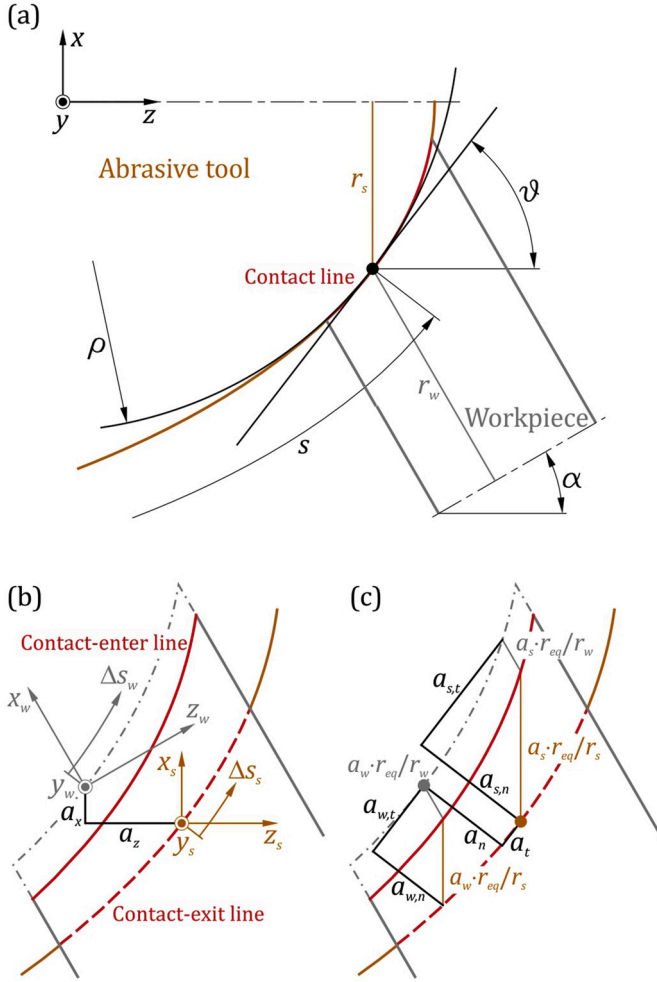 (a)
x
y
z
Abrasive tool
r_s
ϑ
Contact line
ρ
r_w
Workpiece
s
α
(b)
(c)
Contact-enter line
a_s·r_eq/r_w
Δs_w
x_w
z_w
a_s,t
x_s
Δs_s
a_s·r_eq/r_s
y_w
a_w·r_eq/r_w
a_s,n
a_x
a_z
y_s
z_s
a_w,t
a_n
a_t
a_w·r_eq/r_s
a_w,n
Contact-exit line